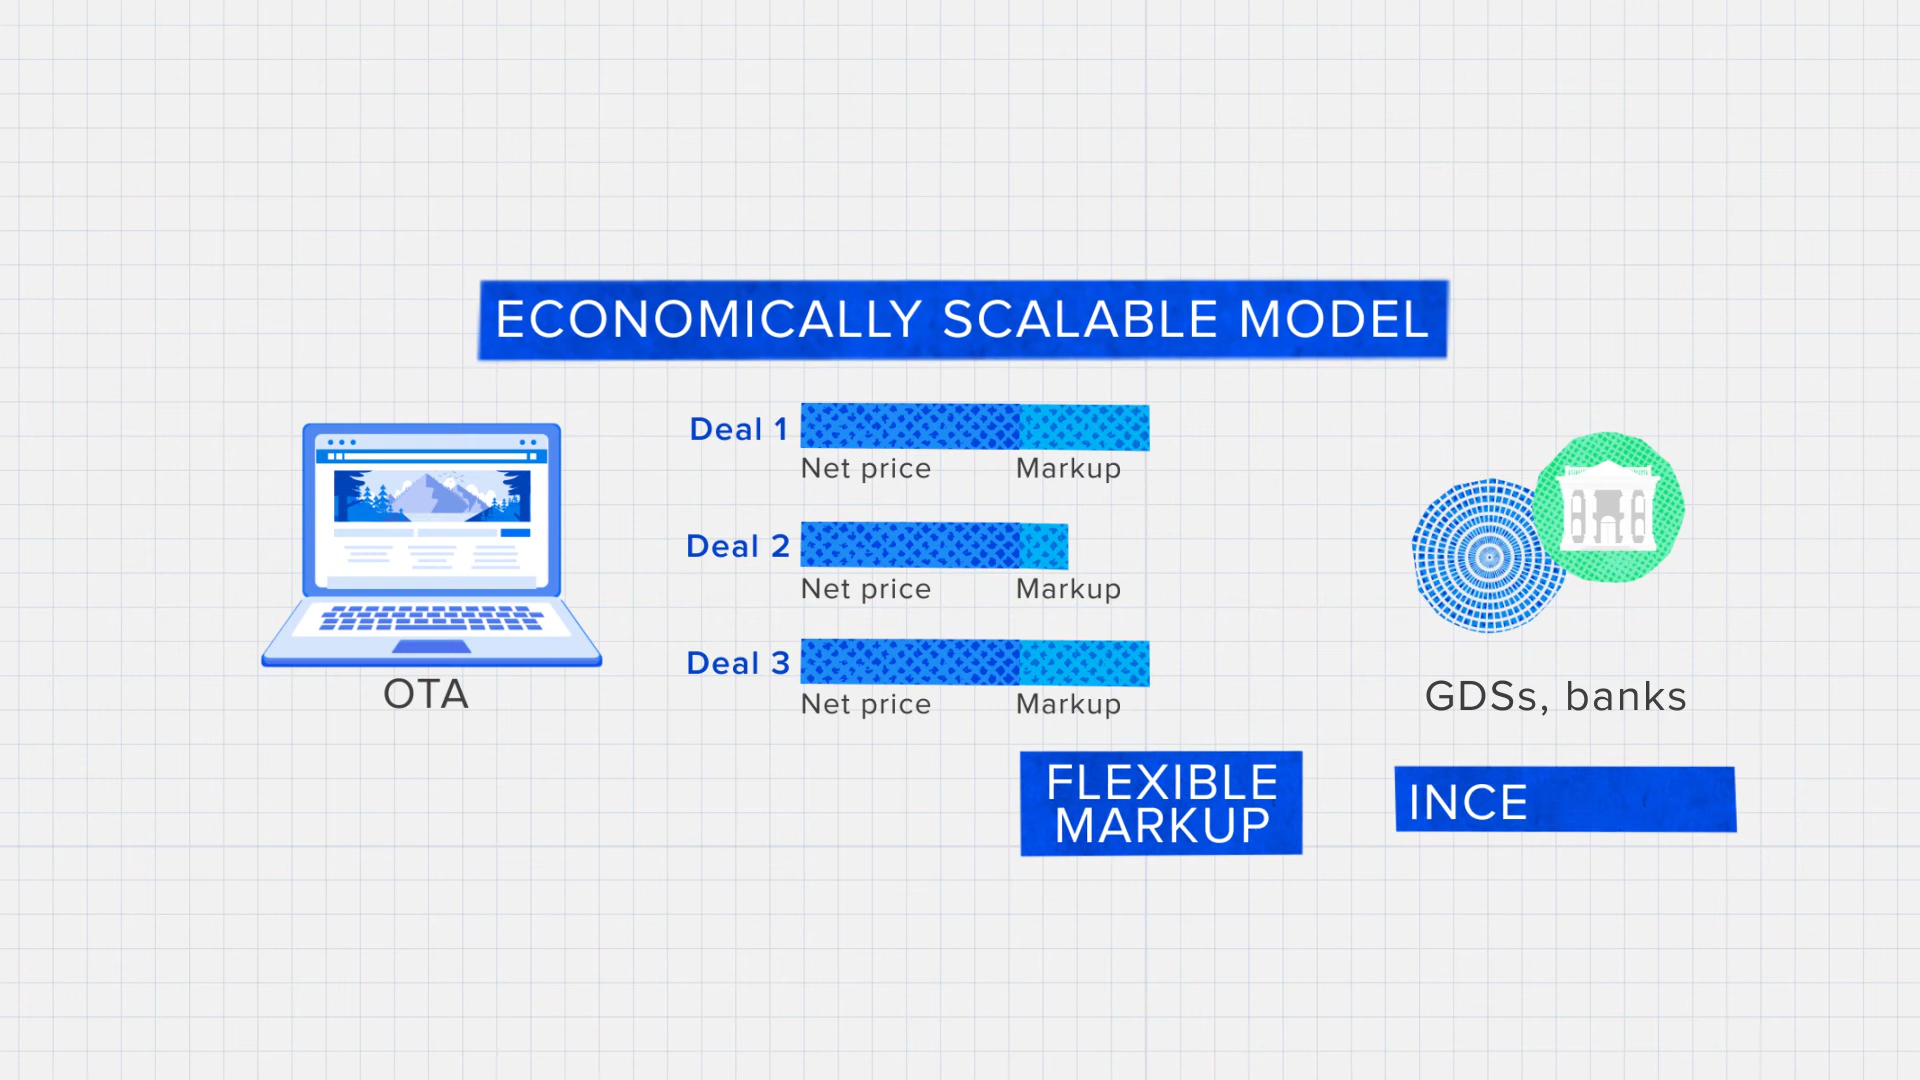 ECONOMICALLY SCALABLE MODEL
Deal 1
Net price Markup
Deal 2
Net price Markup
Deal 3
Net price Markup
OTA
GDSs, banks
FLEXIBLE
MARKUP
INCE